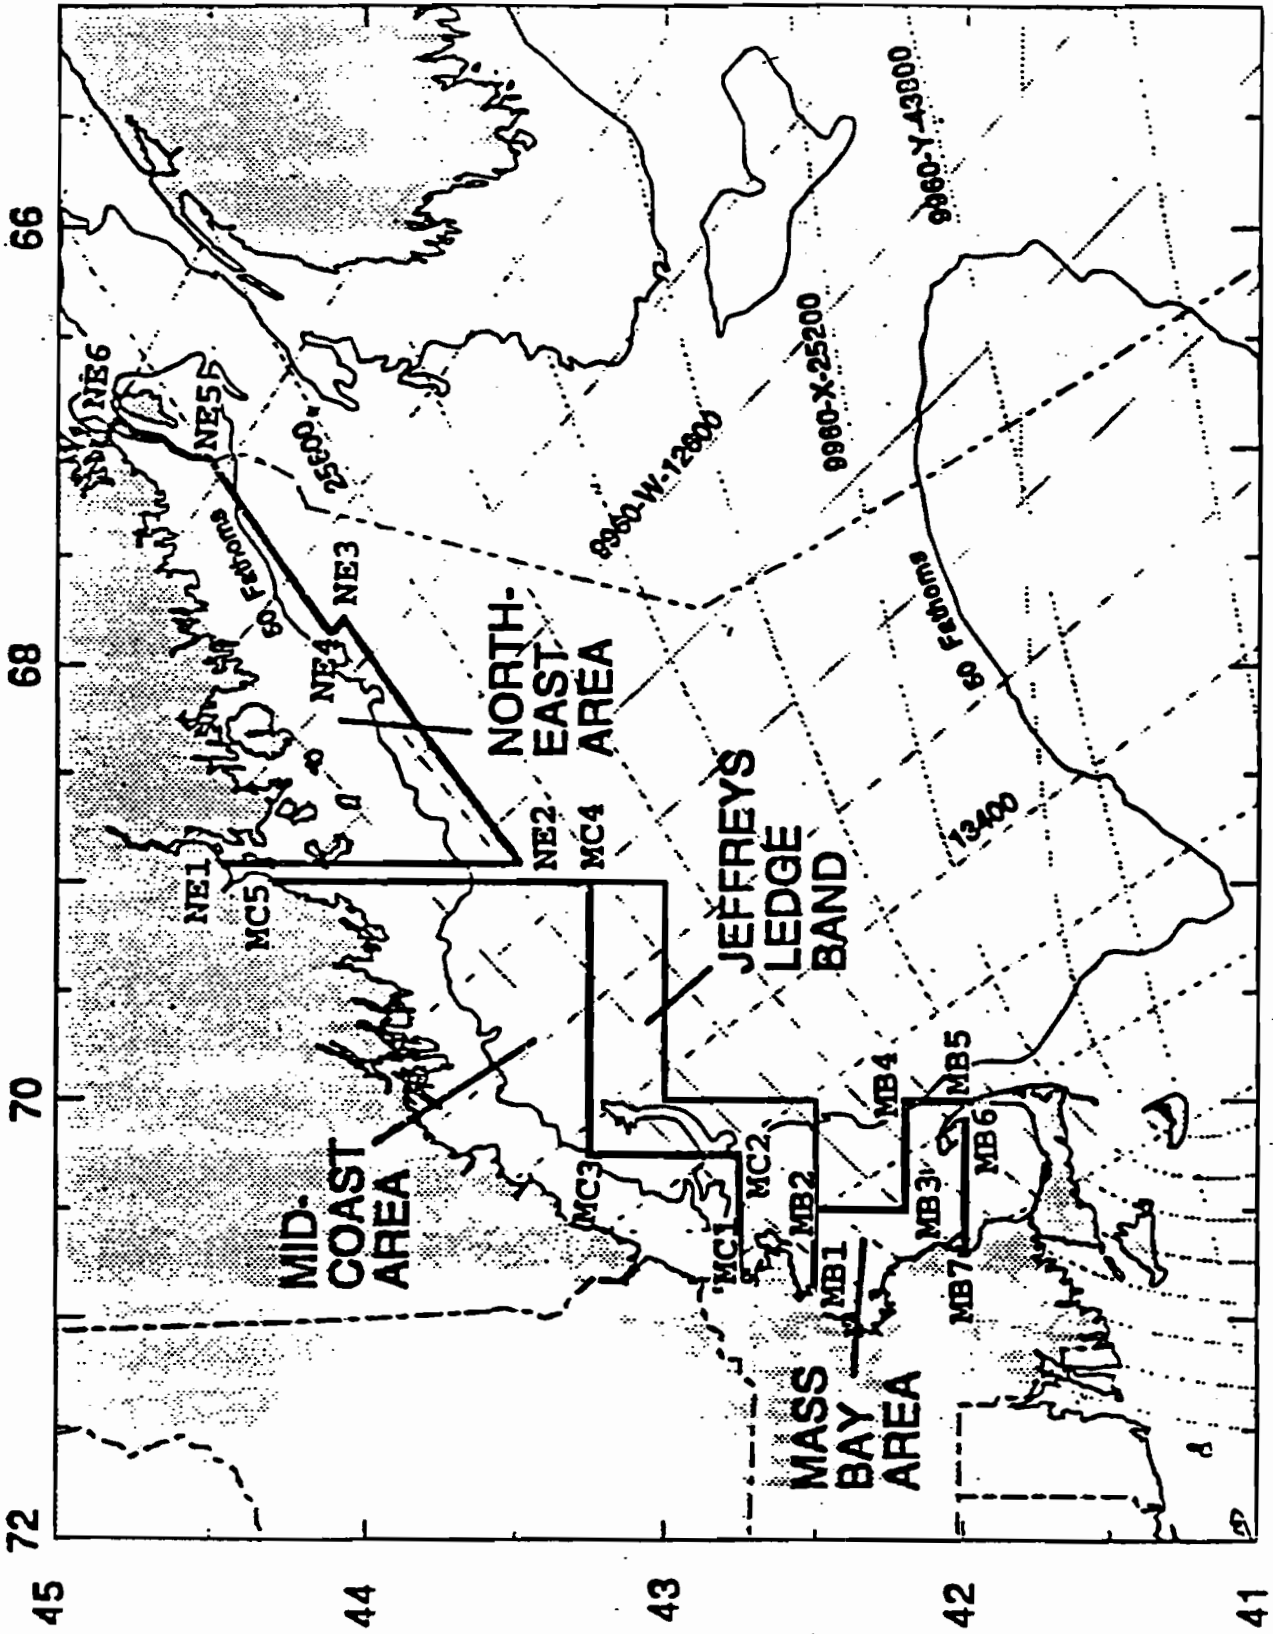 72
70
68
66
45
44
43
42
41
NE6
NE5
25600
60 Fathoms
NE3
NE4
NORTH-
EAST
AREA
NE1
MC5
NE2
MC4
9960-W-12600
9960-X-25200
9960-Y-43800
60 Fathoms
13400
JEFFREYS
LEDGE
BAND
MID-
COAST
AREA
MC3
MC1
MC2
MB2
MB1
MB4
MB5
MB3
MB6
MB7
MASS
BAY
AREA